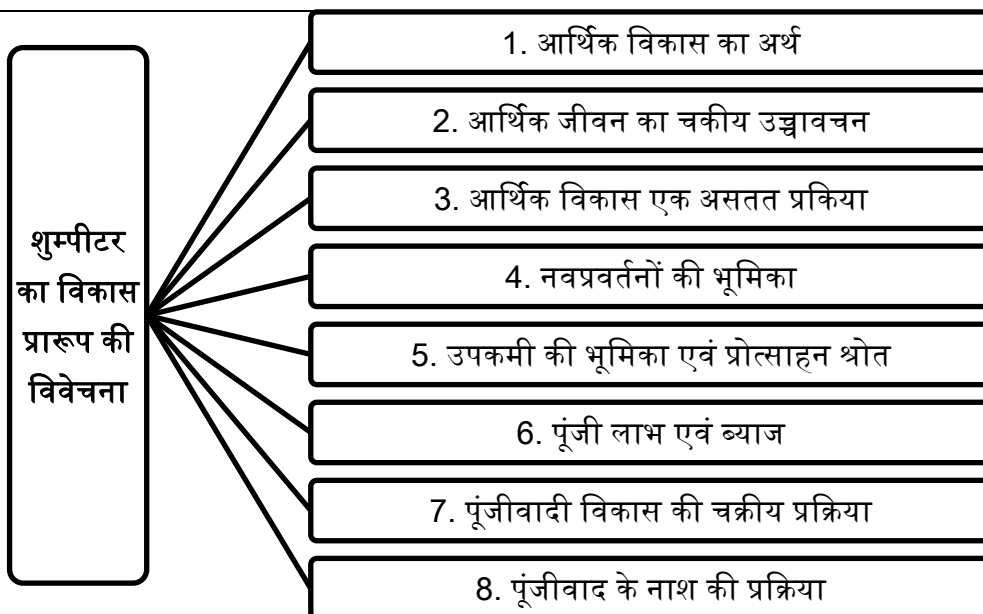 शुम्पीटर
का विकास
प्रारूप की
विवेचना
1. आर्थिक विकास का अर्थ
2. आर्थिक जीवन का चकीय उच्चावचन
3. आर्थिक विकास एक असतत प्रकिया
4. नवप्रवर्तनों की भूमिका
5. उपकमी की भूमिका एवं प्रोत्साहन श्रोत
6. पूंजी लाभ एवं ब्याज
7. पूंजीवादी विकास की चक्रीय प्रक्रिया
8. पूंजीवाद के नाश की प्रक्रिया